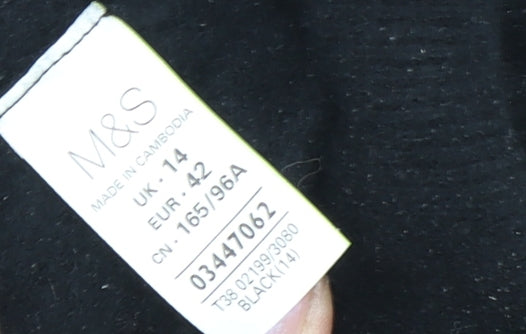 M&S
MADE IN CAMBODIA
UK • 14
EUR • 42
CN • 165/96A
03447062
T38 02199/3080
BLACK(14)